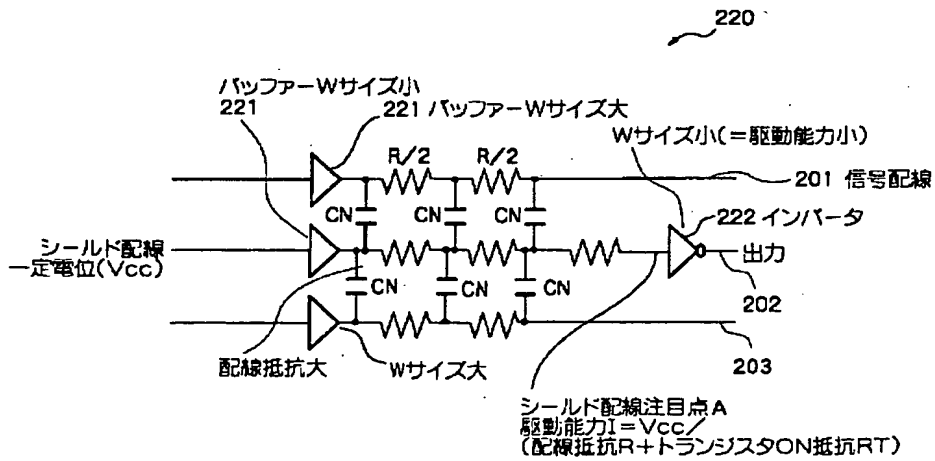 220
バッファーWサイズ小
221
221 バッファーWサイズ大
Wサイズ小(=駆動能力小)
R/2
R/2
201 信号配線
CN
CN
CN
222 インバータ
シールド配線
一定電位(Vcc)
出力
CN
CN
CN
202
配線抵抗大
Wサイズ大
203
シールド配線注目点A
駆動能力I=Vcc/
(配線抵抗R+トランジスタON抵抗RT)